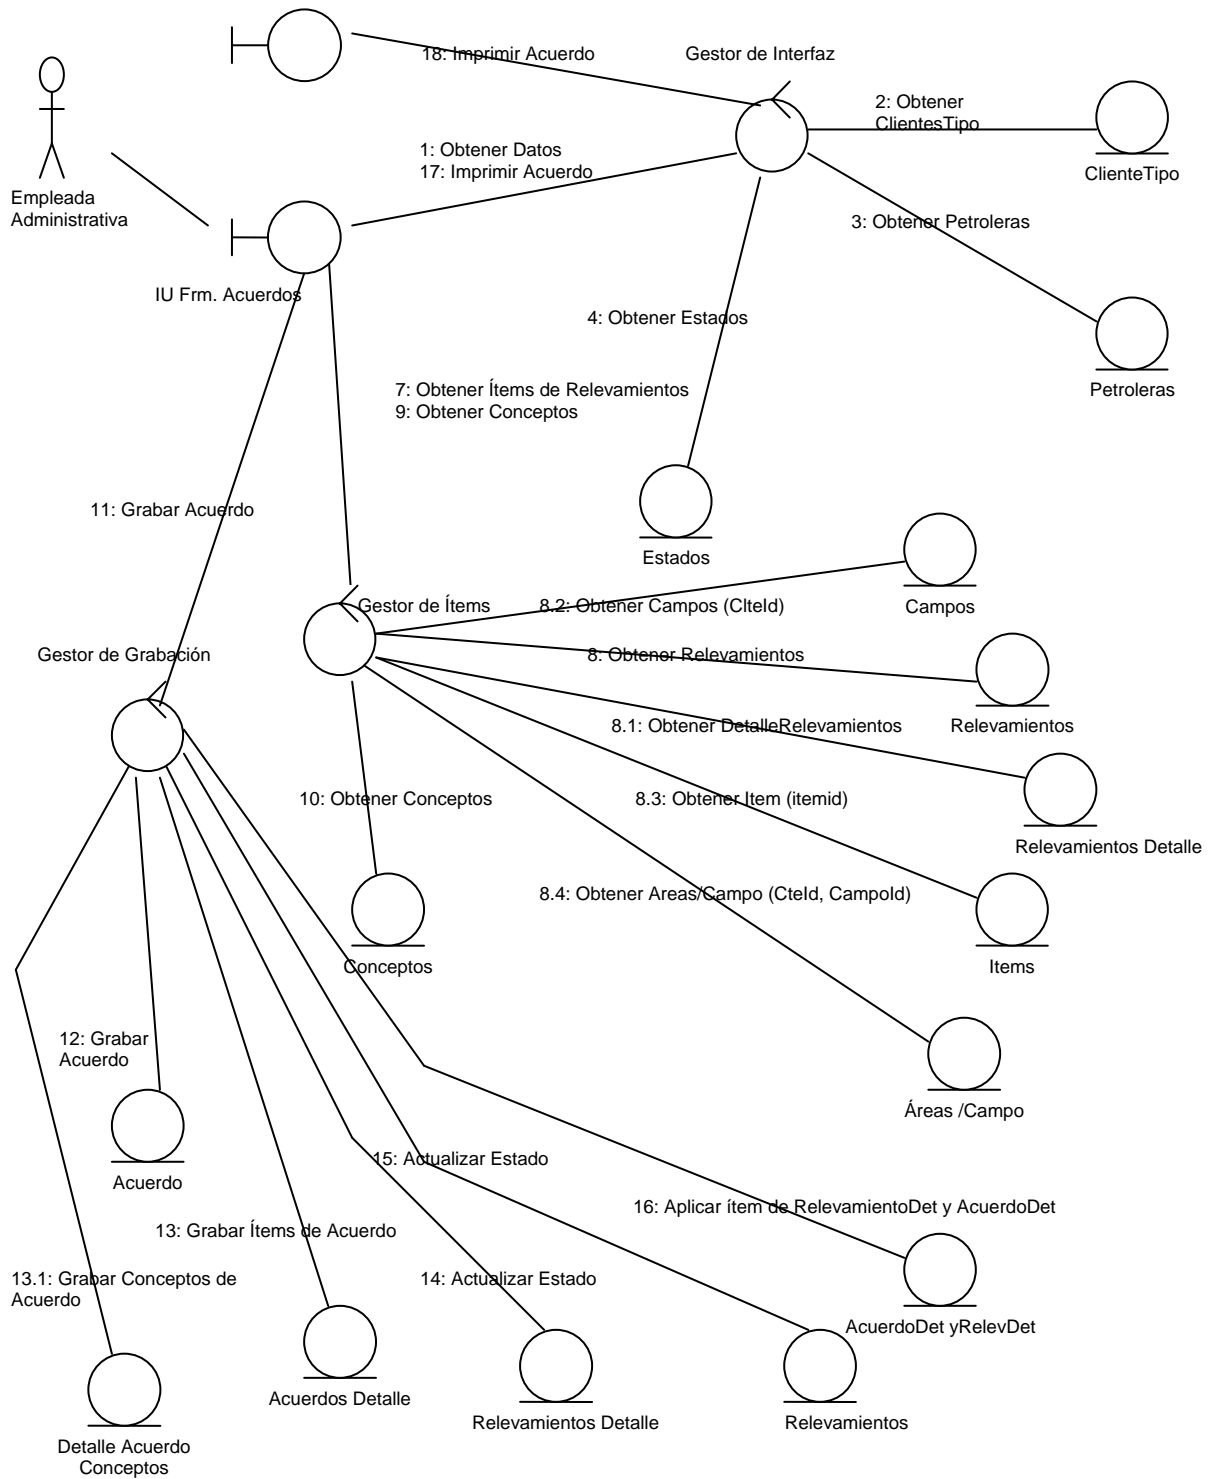 18: Imprimir Acuerdo
Gestor de Interfaz
2: Obtener
ClientesTipo
1: Obtener Datos
17: Imprimir Acuerdo
ClienteTipo
Empleada
Administrativa
3: Obtener Petroleras
IU Frm. Acuerdos
4: Obtener Estados
7: Obtener Ítems de Relevamientos
9: Obtener Conceptos
Petroleras
11: Grabar Acuerdo
Estados
Gestor de Ítems
8.2: Obtener Campos (ClteId)
Campos
Gestor de Grabación
8: Obtener Relevamientos
8.1: Obtener DetalleRelevamientos
Relevamientos
10: Obtener Conceptos
8.3: Obtener Item (itemid)
Relevamientos Detalle
8.4: Obtener Areas/Campo (CteId, CampoId)
Conceptos
Items
12: Grabar
Acuerdo
Áreas /Campo
Acuerdo
15: Actualizar Estado
16: Aplicar ítem de RelevamientoDet y AcuerdoDet
13: Grabar Ítems de Acuerdo
13.1: Grabar Conceptos de
Acuerdo
14: Actualizar Estado
AcuerdoDet yRelevDet
Acuerdos Detalle
Relevamientos Detalle
Relevamientos
Detalle Acuerdo
Conceptos